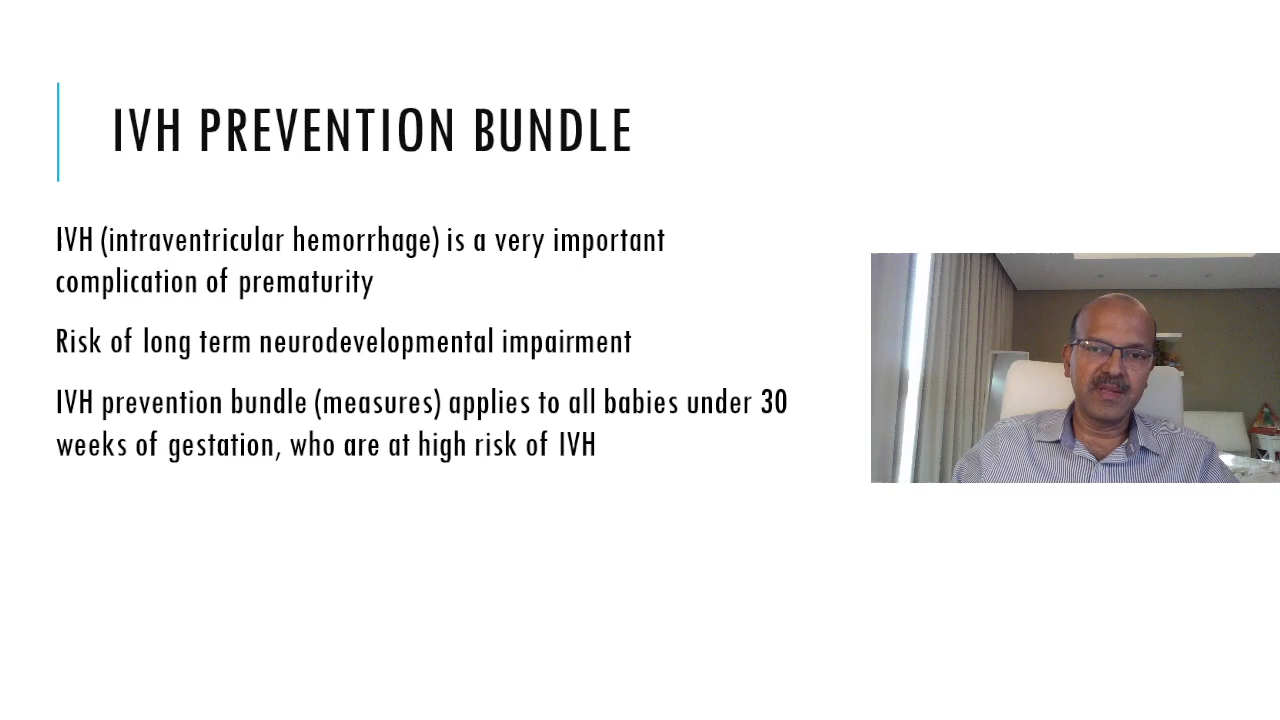 IVH PREVENTION BUNDLE
IVH (intraventricular hemorrhage) is a very important
complication of prematurity
Risk of long term neurodevelopmental impairment
IVH prevention bundle (measures) applies to all babies under 30
weeks of gestation, who are at high risk of IVH